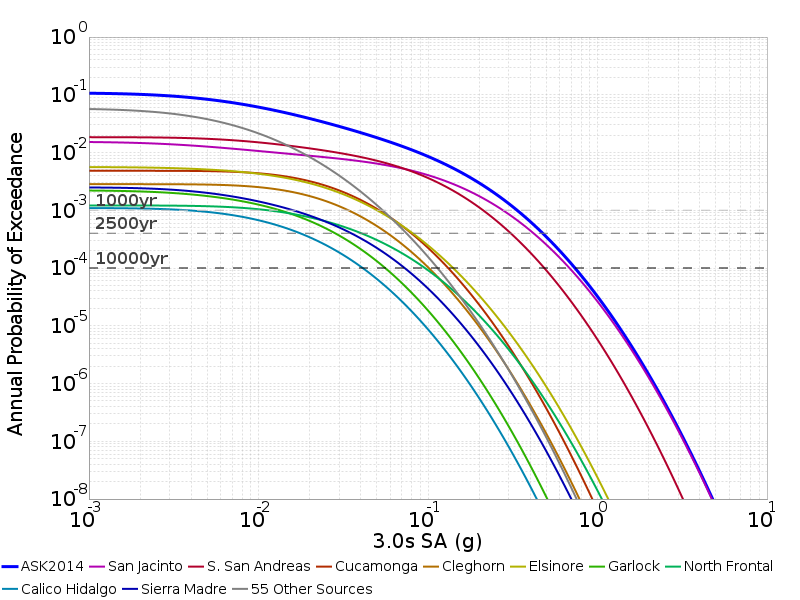 10^0
10^-1
10^-2
10^-3
10^-4
10^-5
10^-6
10^-7
10^-8
Annual Probability of Exceedance
1000yr
2500yr
10000yr
10^-3 10^-2 10^-1 10^0 10^1
3.0s SA (g)
ASK2014 San Jacinto S. San Andreas Cucamonga Cleghorn Elsinore Garlock North Frontal
Calico Hidalgo Sierra Madre 55 Other Sources